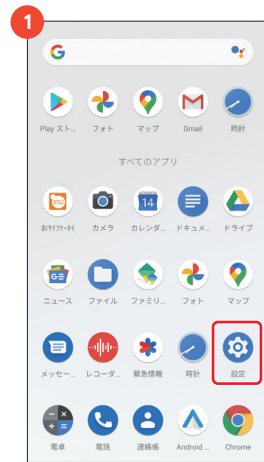 1
Play スト... フォト マップ Gmail 時計
すべてのアプリ
おサイフケータイ カメラ カレンダ... ドキュメ... ドライブ
ニュース ファイル ファミリ... フォト マップ
メッセー... レコーダ... 緊急情報 時計 設定
電卓 電話 連絡帳 Android ... Chrome